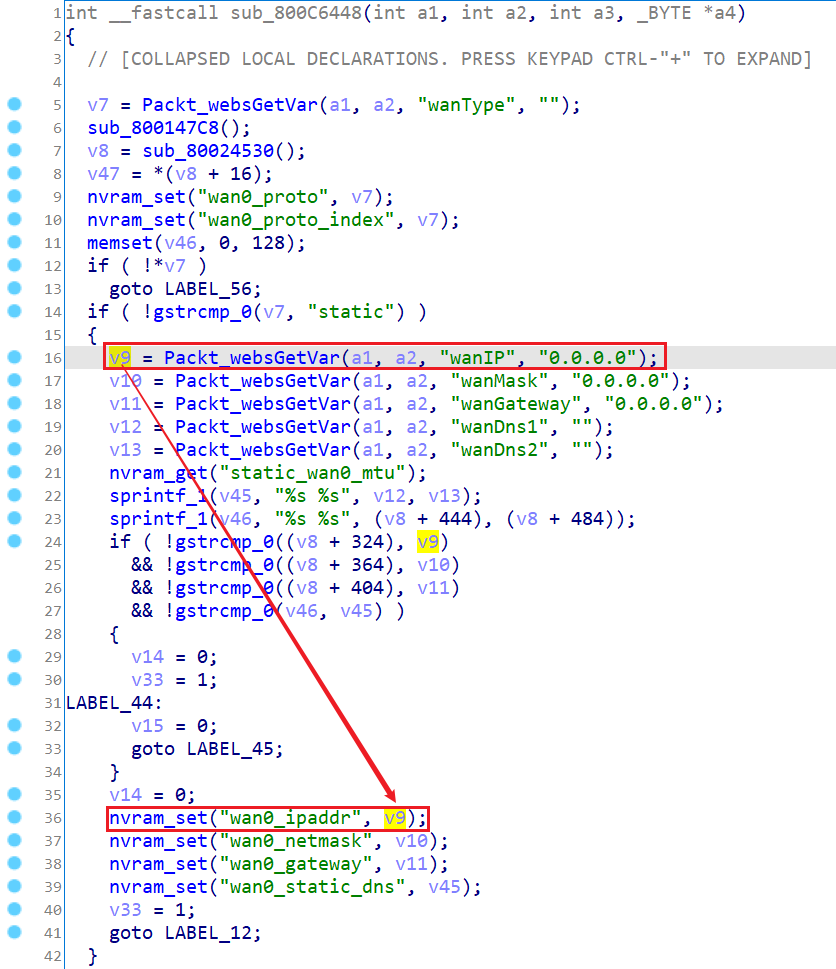 1 int __fastcall sub_800C6448(int a1, int a2, int a3, _BYTE *a4)
2 {
3 // [COLLAPSED LOCAL DECLARATIONS. PRESS KEYPAD CTRL-"+" TO EXPAND]
4
5 v7 = Packt_websGetVar(a1, a2, "wanType", "");
6 sub_800147C8();
7 v8 = sub_80024530();
8 v47 = *(v8 + 16);
9 nvram_set("wan0_proto", v7);
10 nvram_set("wan0_proto_index", v7);
11 memset(v46, 0, 128);
12 if ( !*v7 )
13 goto LABEL_56;
14 if ( !gstrcmp_0(v7, "static") )
15 {
16 v9 = Packt_websGetVar(a1, a2, "wanIP", "0.0.0.0");
17 v10 = Packt_websGetVar(a1, a2, "wanMask", "0.0.0.0");
18 v11 = Packt_websGetVar(a1, a2, "wanGateway", "0.0.0.0");
19 v12 = Packt_websGetVar(a1, a2, "wanDns1", "");
20 v13 = Packt_websGetVar(a1, a2, "wanDns2", "");
21 nvram_get("static_wan0_mtu");
22 sprintf_1(v45, "%s %s", v12, v13);
23 sprintf_1(v46, "%s %s", (v8 + 444), (v8 + 484));
24 if ( !gstrcmp_0((v8 + 324), v9)
25 && !gstrcmp_0((v8 + 364), v10)
26 && !gstrcmp_0((v8 + 404), v11)
27 && !gstrcmp_0(v46, v45) )
28 {
29 v14 = 0;
30 v33 = 1;
31 LABEL_44:
32 v15 = 0;
33 goto LABEL_45;
34 }
35 v14 = 0;
36 nvram_set("wan0_ipaddr", v9);
37 nvram_set("wan0_netmask", v10);
38 nvram_set("wan0_gateway", v11);
39 nvram_set("wan0_static_dns", v45);
40 v33 = 1;
41 goto LABEL_12;
42 }